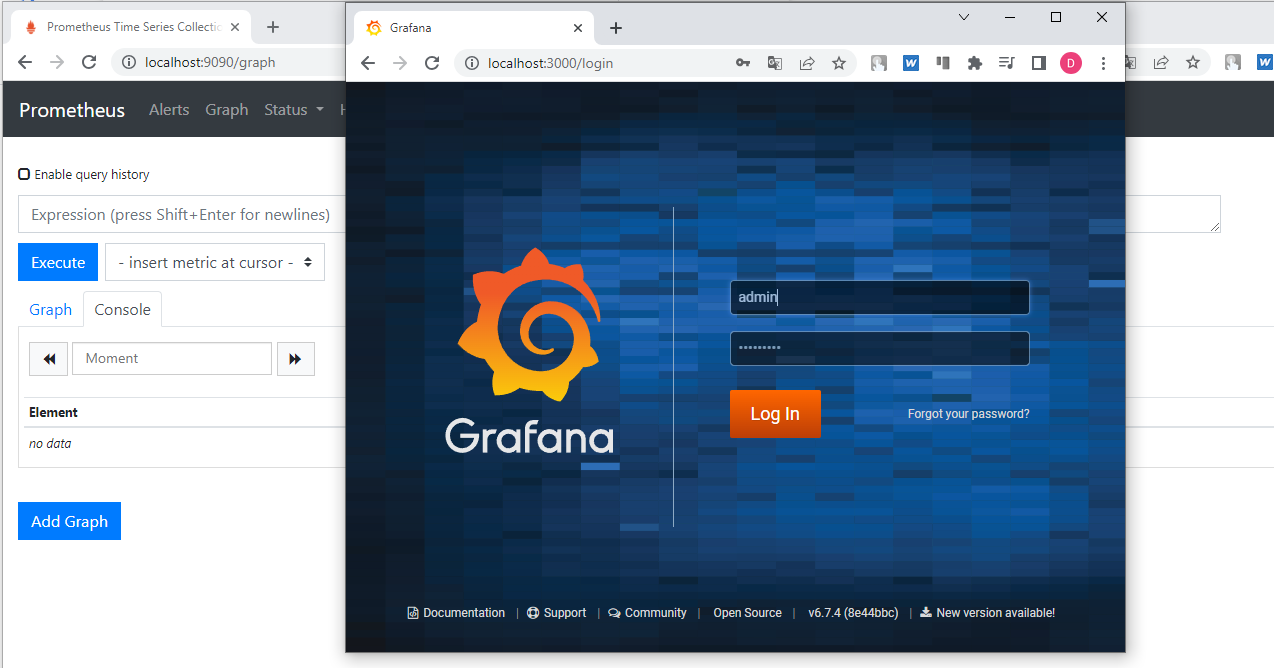 Prometheus Time Series Collectio
localhost:9090/graph
Prometheus Alerts Graph Status
Enable query history
Expression (press Shift+Enter for newlines)
Execute - insert metric at cursor -
Graph Console
Moment
Element
no data
Add Graph
Grafana
localhost:3000/login
W D
W
Grafana
admin
•••••••••
Log In Forgot your password?
Documentation | Support | Community | Open Source | v6.7.4 (8e44bbc) | New version available!